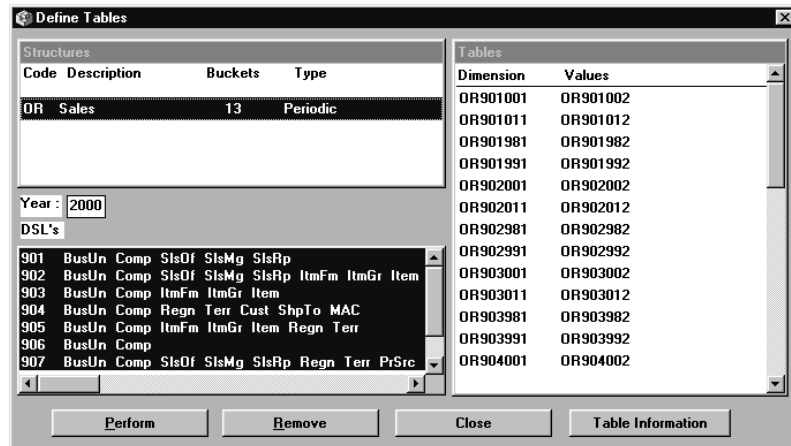 Define Tables
Structures
Code Description Buckets Type
OR Sales 13 Periodic
Year : 2000
DSL's
901 BusUn Comp SlsOf SlsMg SlsRp
902 BusUn Comp SlsOf SlsMg SlsRp ItmFm ItmGr Item
903 BusUn Comp ItmFm ItmGr Item
904 BusUn Comp Regn Terr Cust ShpTo MAC
905 BusUn Comp ItmFm ItmGr Item Regn Terr
906 BusUn Comp
907 BusUn Comp SlsOf SlsMg SlsRp Regn Terr PrSrc
Tables
Dimension Values
OR901001 OR901002
OR901011 OR901012
OR901981 OR901982
OR901991 OR901992
OR902001 OR902002
OR902011 OR902012
OR902981 OR902982
OR902991 OR902992
OR903001 OR903002
OR903011 OR903012
OR903981 OR903982
OR903991 OR903992
OR904001 OR904002
Perform Remove Close Table Information